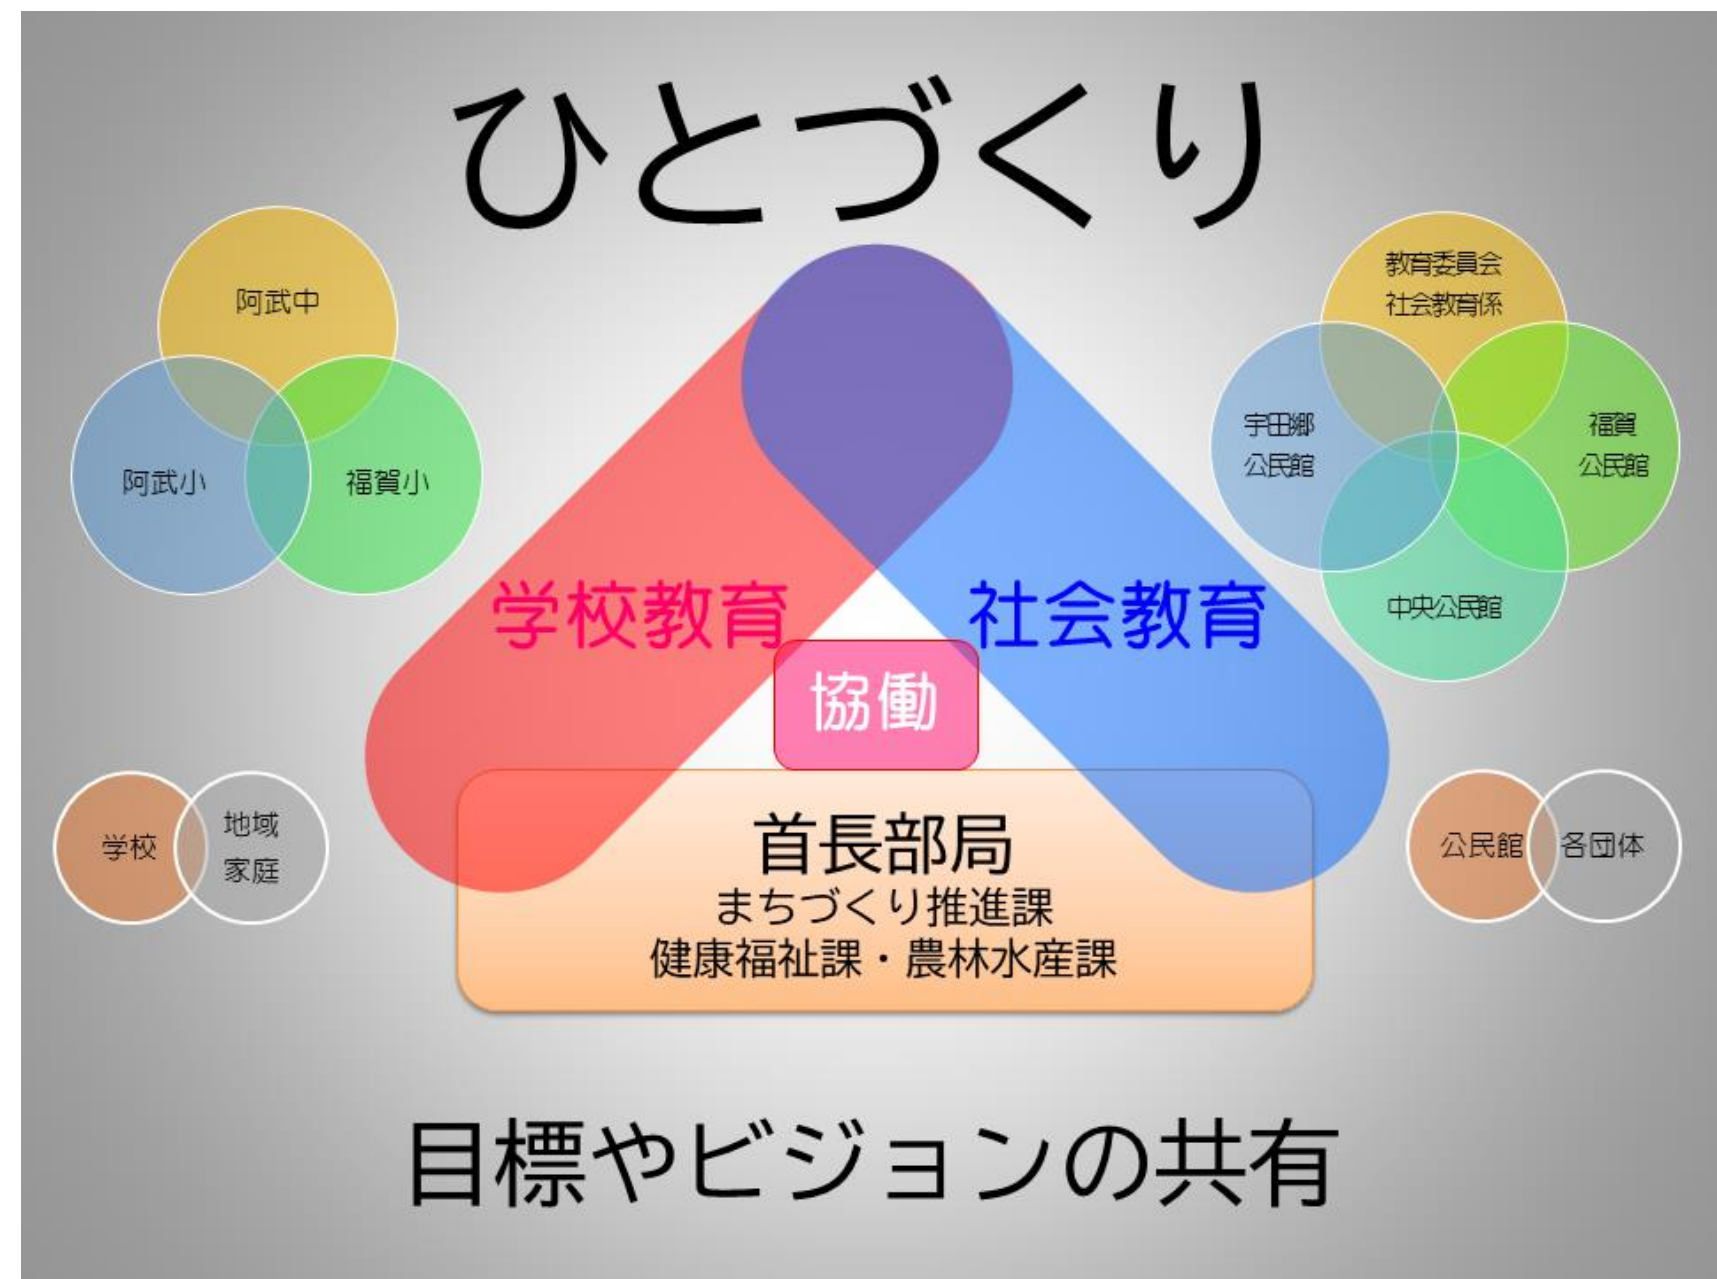 ひとづくり
阿武中
阿武小
福賀小
教育委員会
社会教育係
宇田郷
公民館
福賀
公民館
中央公民館
学校教育
社会教育
協働
学校
地域
家庭
首長部局
まちづくり推進課
健康福祉課・農林水産課
公民館
各団体
目標やビジョンの共有